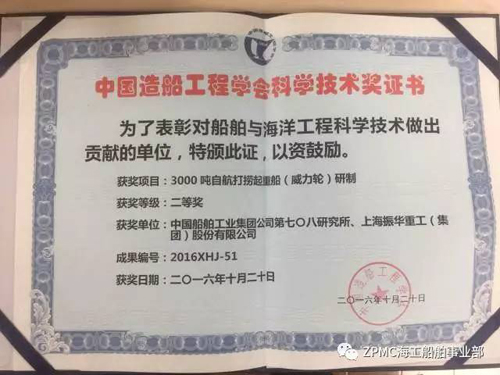 中国造船工程学会科学技术奖证书
为了表彰对船舶与海洋工程科学技术做出
贡献的单位，特颁此证，以资鼓励。
获奖项目：3000 吨自航打捞起重船（威力轮）研制
获奖等级：二等奖
获奖单位：中国船舶工业集团公司第七〇八研究所、上海振华重工（集
团）股份有限公司
成果编号：2016XHJ-51
获奖日期：二〇一六年十月二十日
二〇一六年十月二十日
ZPMC海工船舶事业部